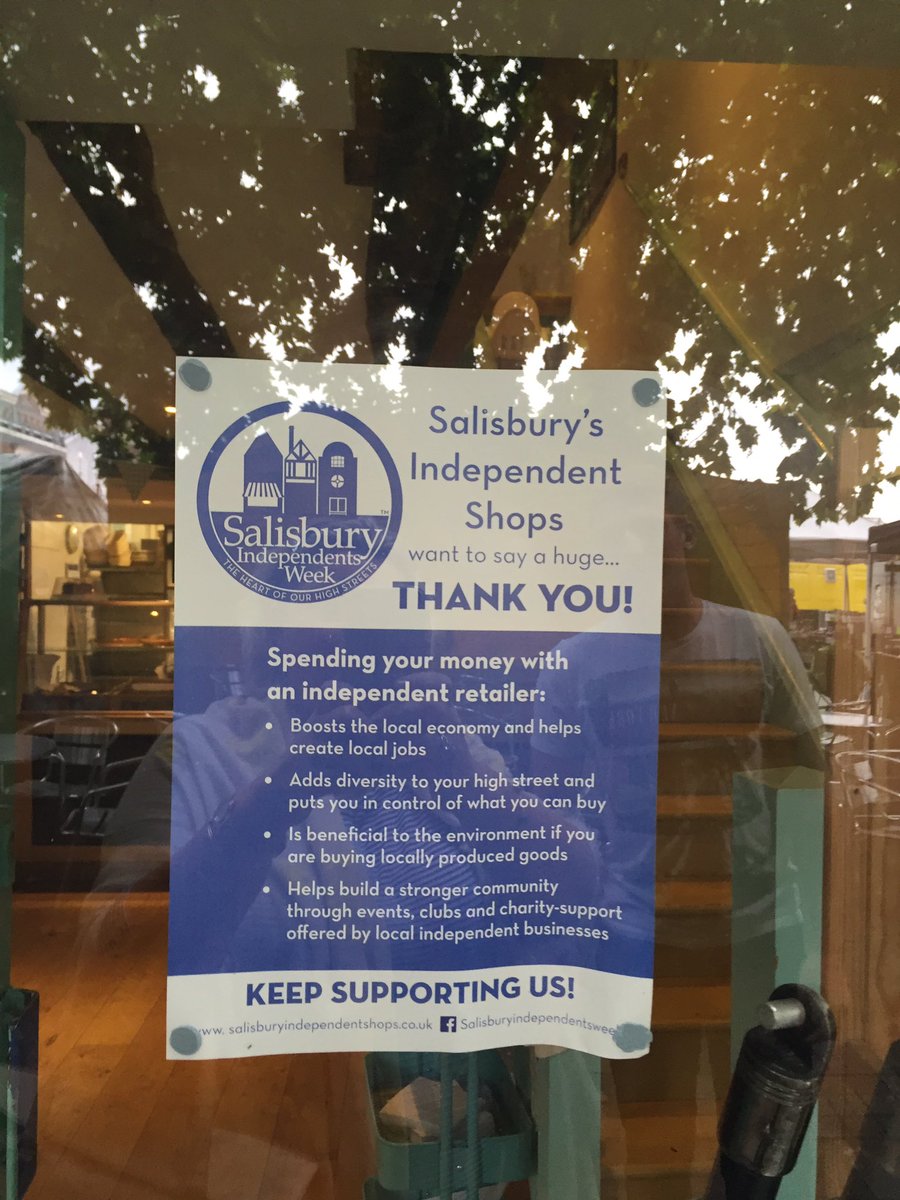 Salisbury's
Independent
Shops
want to say a huge...
THANK YOU!
Salisbury
TM
Independents
Week
THE HEART OF OUR HIGH STREETS
Spending your money with
an independent retailer:
• Boosts the local economy and helps
create local jobs
• Adds diversity to your high street and
puts you in control of what you can buy
• Is beneficial to the environment if you
are buying locally produced goods
• Helps build a stronger community
through events, clubs and charity-support
offered by local independent businesses
KEEP SUPPORTING US!
www. salisburyindependentshops.co.uk f Salisburyindependentswee